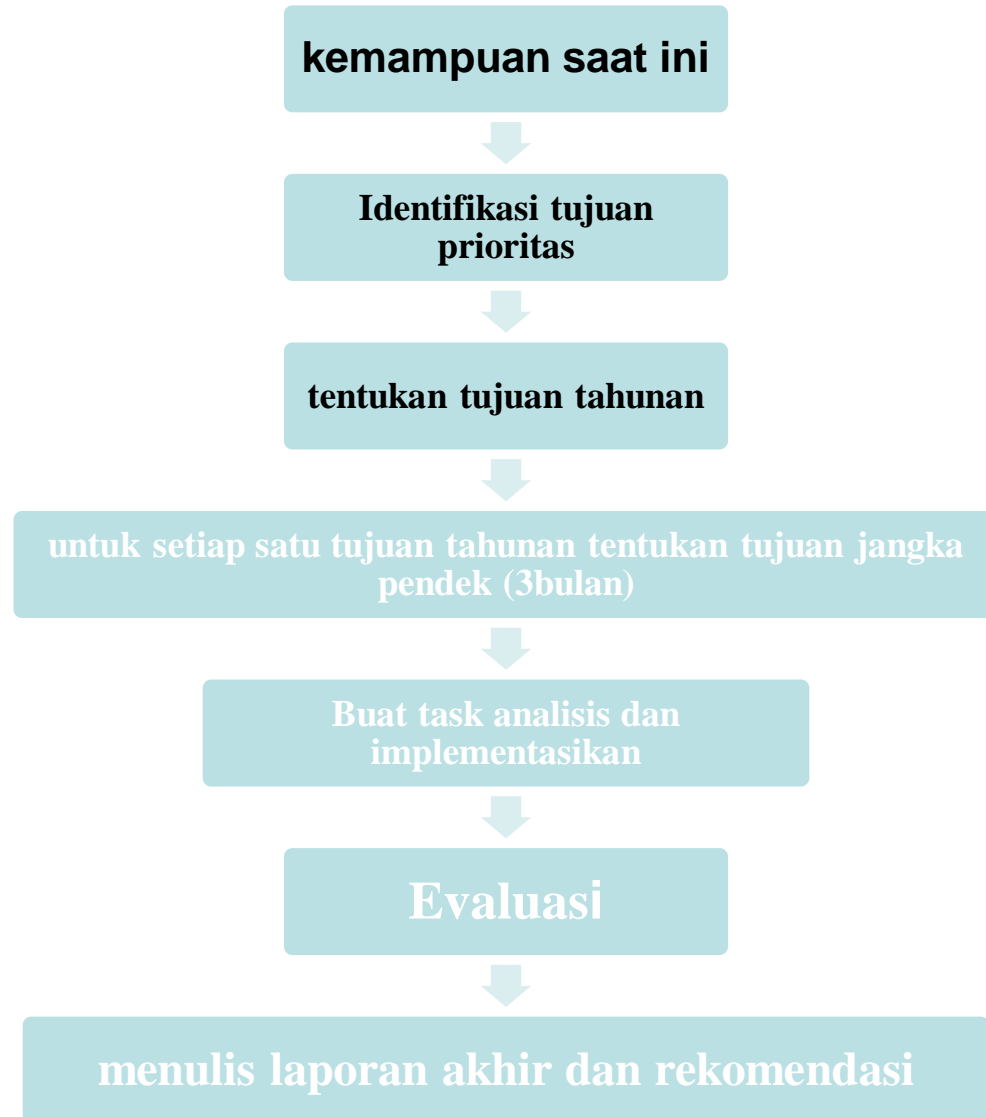 kemampuan saat ini
Identifikasi tujuan
prioritas
tentukan tujuan tahunan
untuk setiap satu tujuan tahunan tentukan tujuan jangka
pendek (3bulan)
Buat task analisis dan
implementasikan
Evaluasi
menulis laporan akhir dan rekomendasi